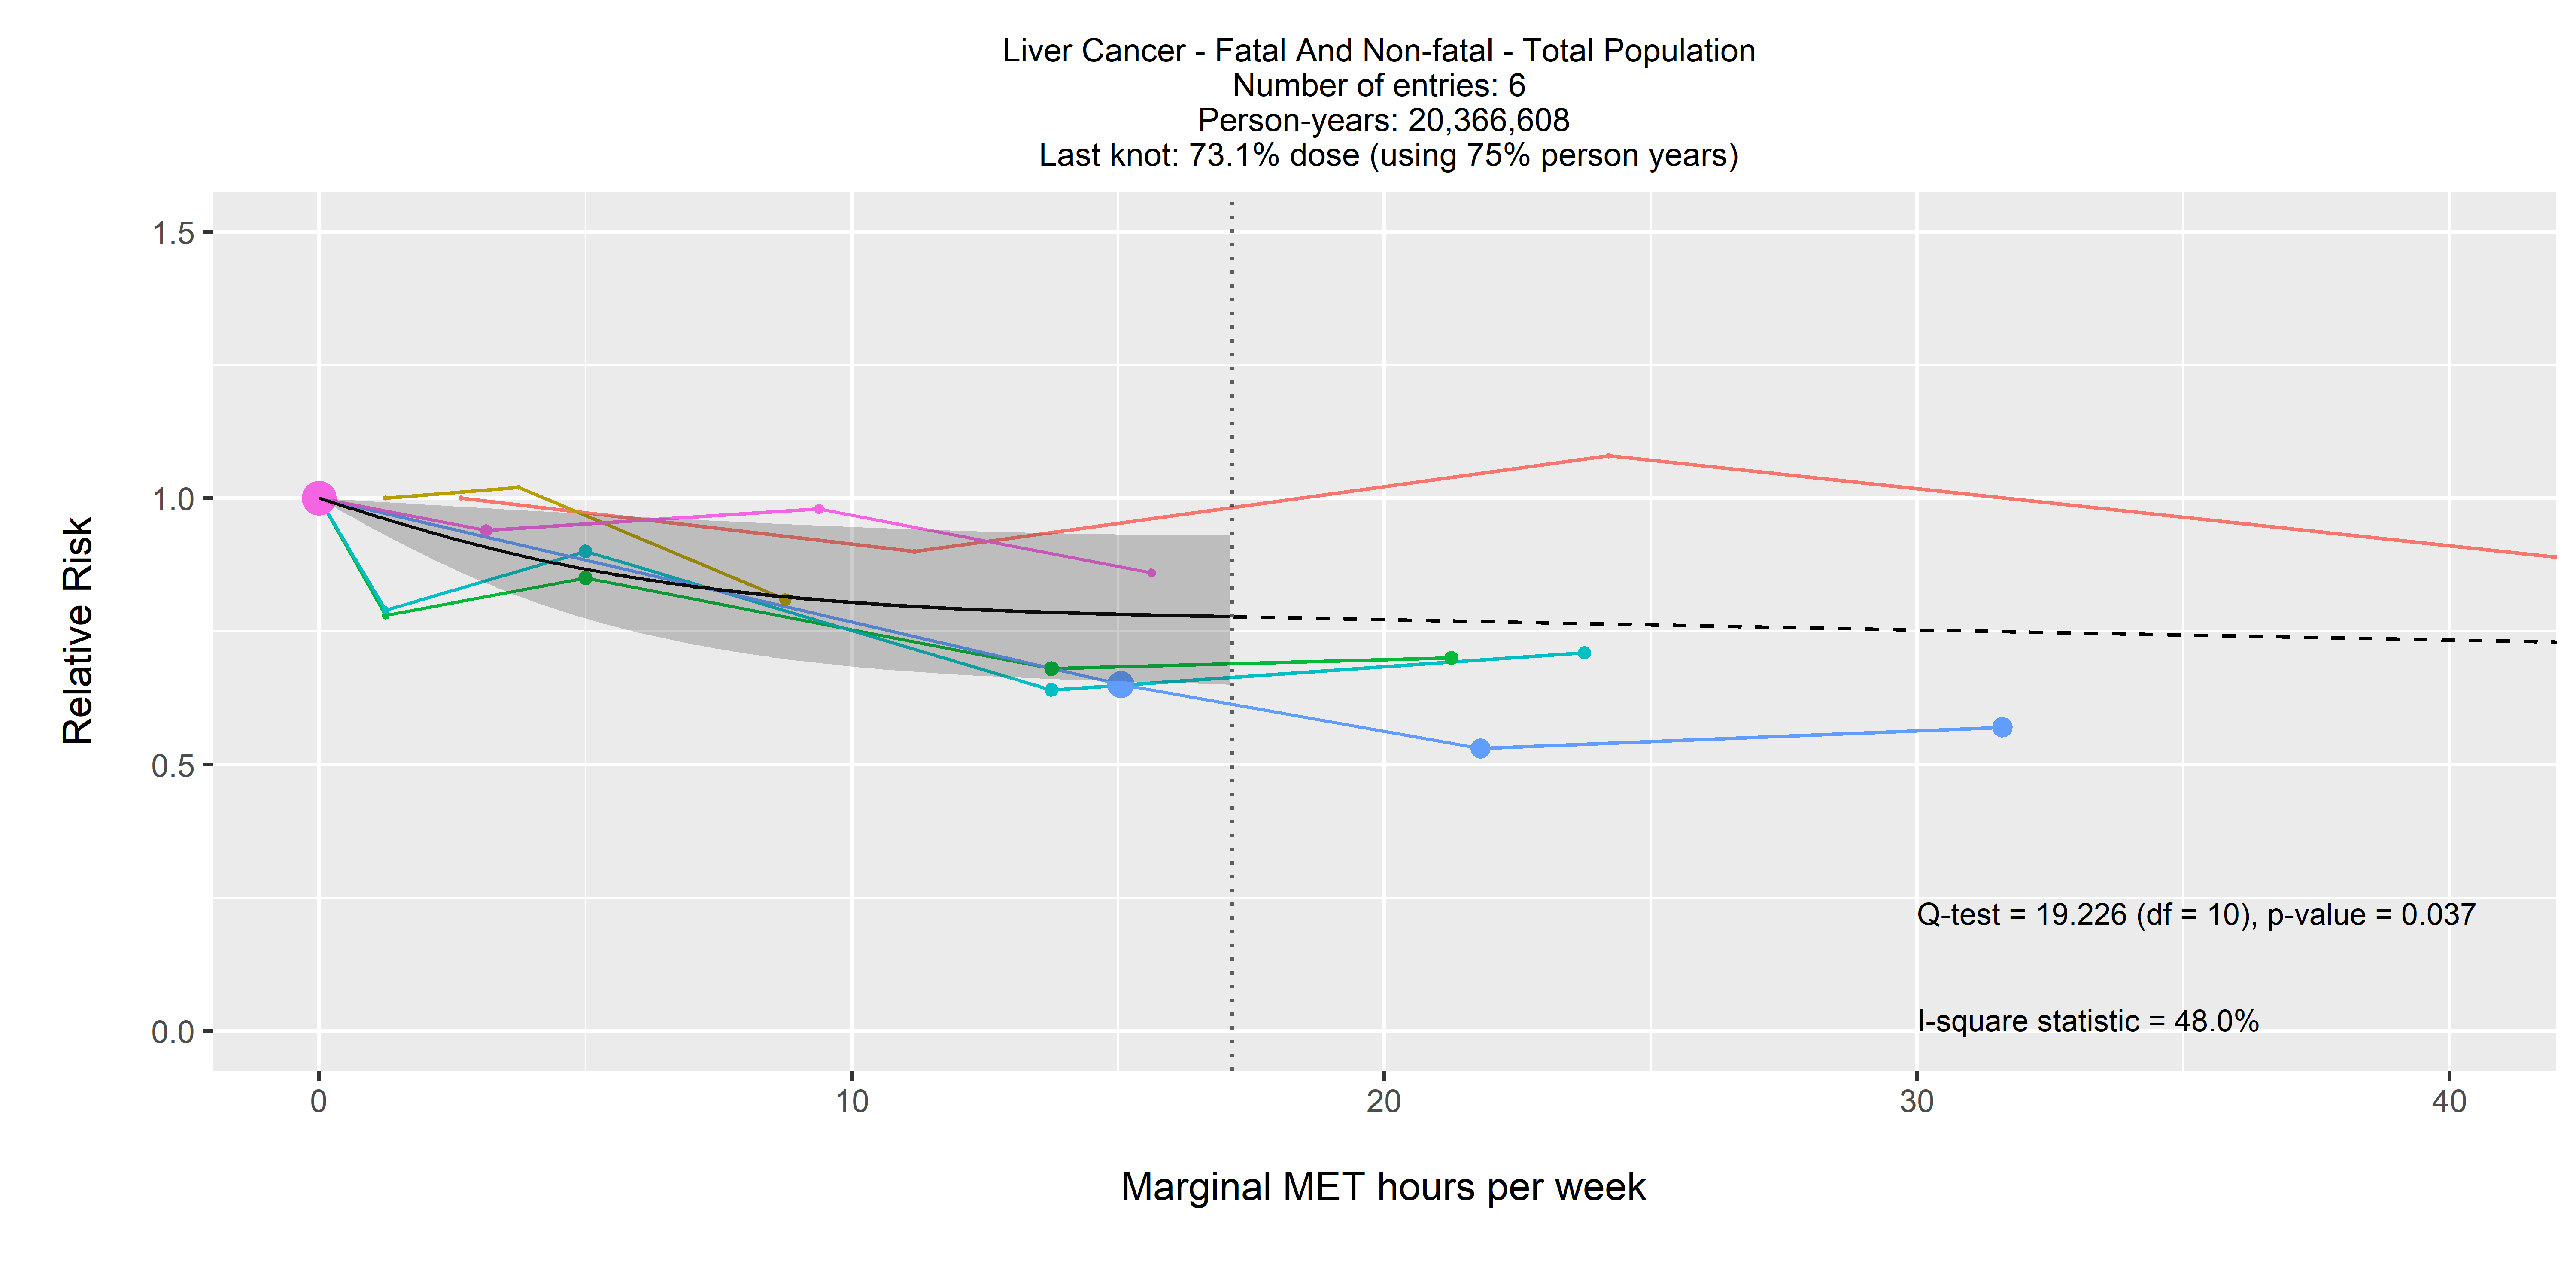 Liver Cancer - Fatal And Non-fatal - Total Population
Number of entries: 6
Person-years: 20,366,608
Last knot: 73.1% dose (using 75% person years)
1.5
1.0
0.5
0.0
Relative Risk
Q-test = 19.226 (df = 10), p-value = 0.037
I-square statistic = 48.0%
0
10
20
30
40
Marginal MET hours per week